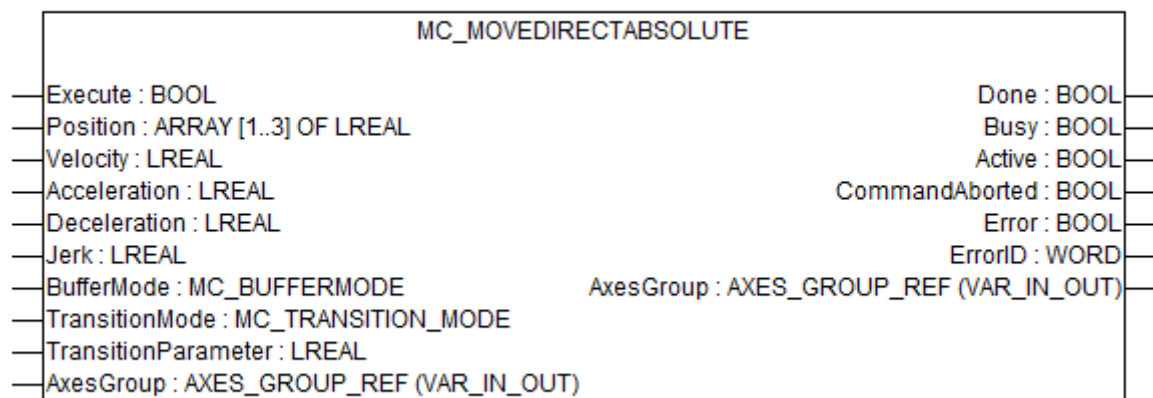 MC_MOVEDIRECTABSOLUTE
Execute : BOOL Done : BOOL
Position : ARRAY [1..3] OF LREAL Busy : BOOL
Velocity : LREAL Active : BOOL
Acceleration : LREAL CommandAborted : BOOL
Deceleration : LREAL Error : BOOL
Jerk : LREAL ErrorID : WORD
BufferMode : MC_BUFFERMODE AxesGroup : AXES_GROUP_REF (VAR_IN_OUT)
TransitionMode : MC_TRANSITION_MODE
TransitionParameter : LREAL
AxesGroup : AXES_GROUP_REF (VAR_IN_OUT)